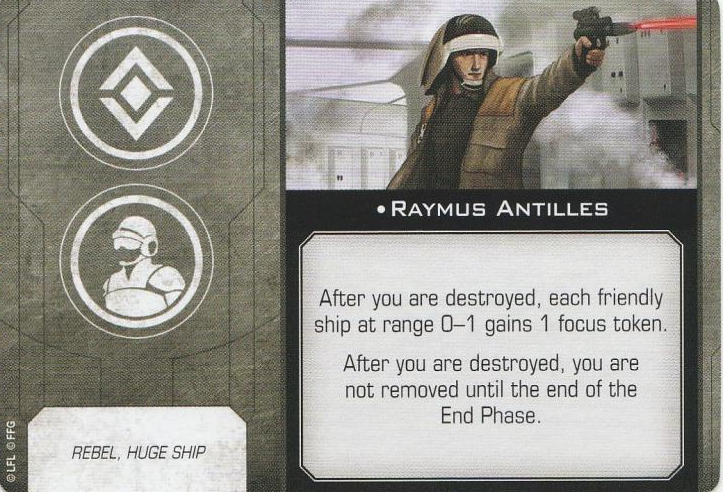 • RAYMUS ANTILLES
After you are destroyed, each friendly
ship at range 0–1 gains 1 focus token.
After you are destroyed, you are
not removed until the end of the
End Phase.
REBEL, HUGE SHIP
©LFL ©FFG